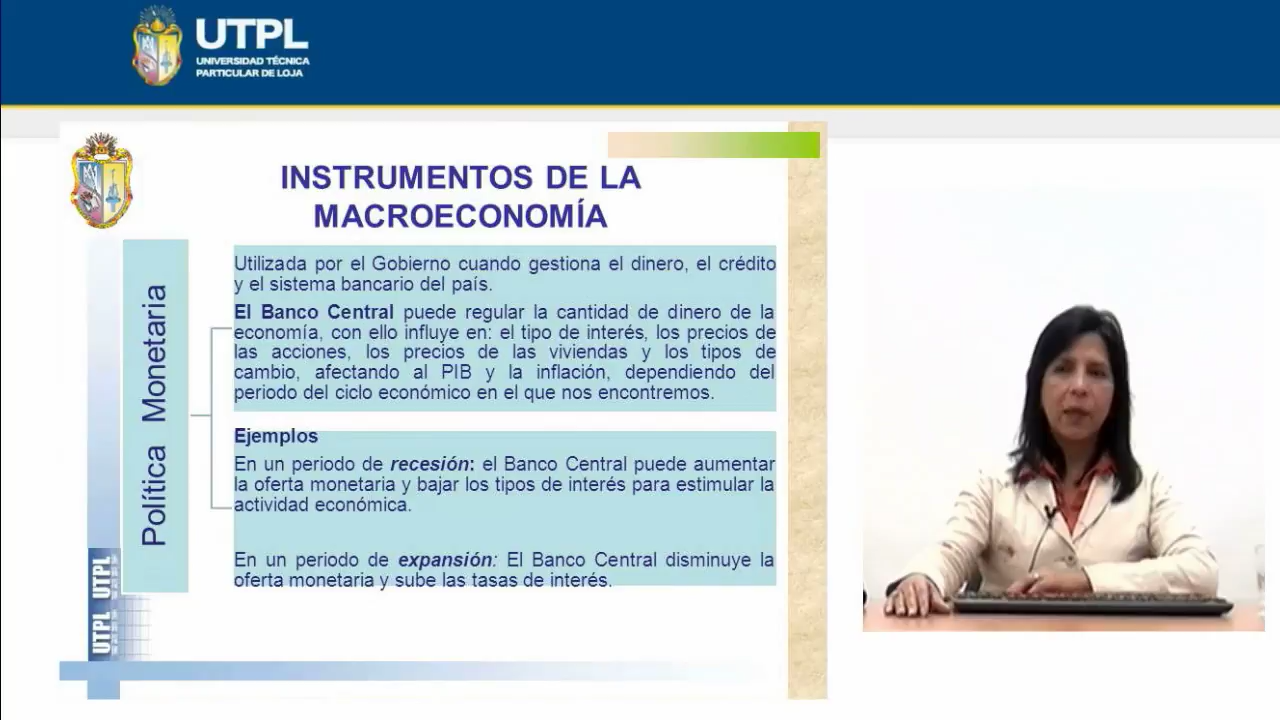 UTPL
UNIVERSIDAD TÉCNICA
PARTICULAR DE LOJA
INSTRUMENTOS DE LA
MACROECONOMÍA
Política Monetaria
Utilizada por el Gobierno cuando gestiona el dinero, el crédito
y el sistema bancario del país.
El Banco Central puede regular la cantidad de dinero de la
economía, con ello influye en: el tipo de interés, los precios de
las acciones, los precios de las viviendas y los tipos de
cambio, afectando al PIB y la inflación, dependiendo del
periodo del ciclo económico en el que nos encontremos.
Ejemplos
En un periodo de recesión: el Banco Central puede aumentar
la oferta monetaria y bajar los tipos de interés para estimular la
actividad económica.
En un periodo de expansión: El Banco Central disminuye la
oferta monetaria y sube las tasas de interés.
UTPL UTPL